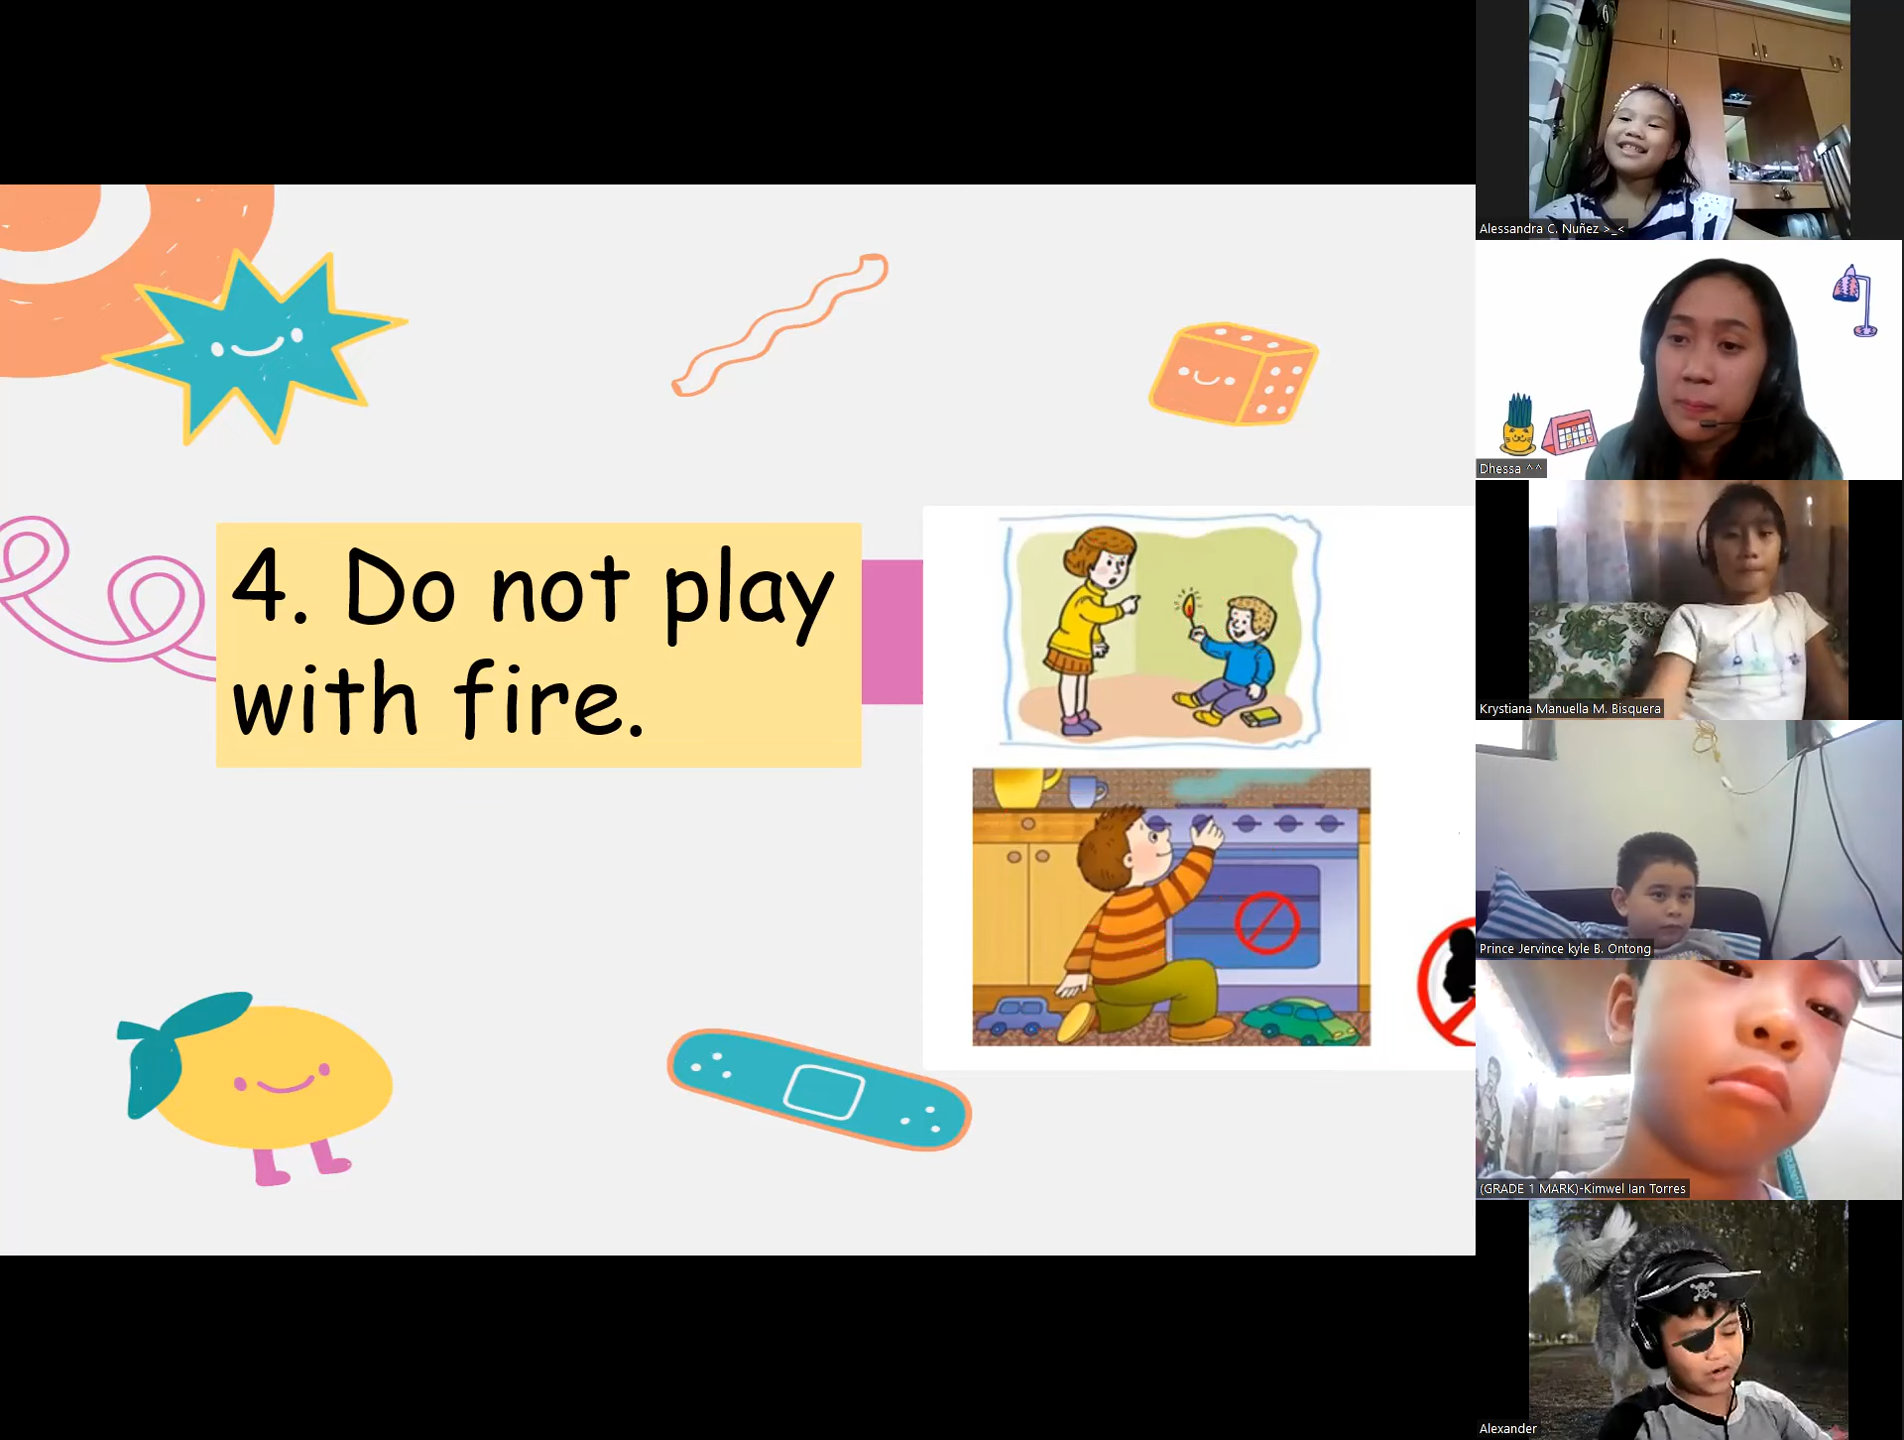 4. Do not play
with fire.
Alessandra C. Nuñez >_<
Dhessa ^^
Krystiana Manuella M. Bisquera
Prince Jervince kyle B. Ontong
(GRADE 1 MARK)-Kimwel Ian Torres
Alexander